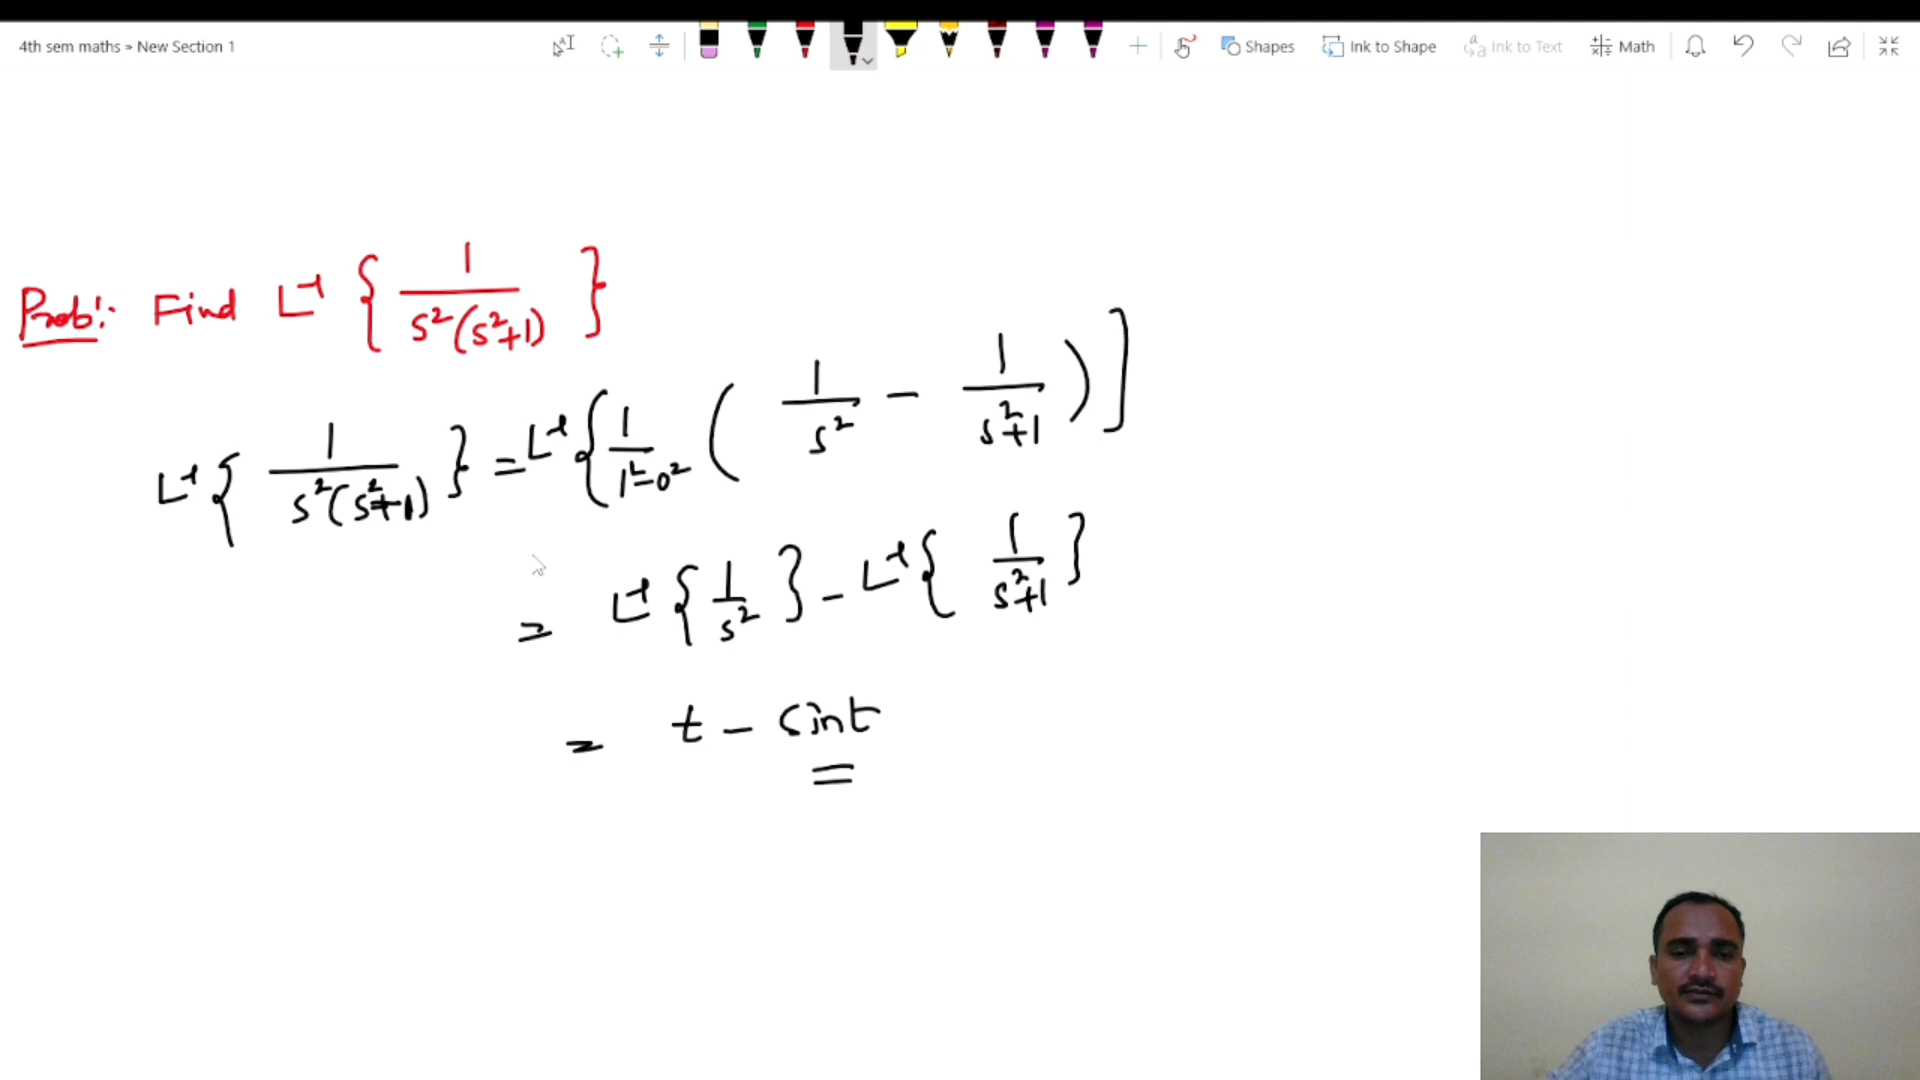 4th sem maths » New Section 1
Shapes Ink to Shape Ink to Text Math
Prob:- Find L⁻¹ { 1 / s²(s²+1) }
L⁻¹ { 1 / s²(s²+1) } = L⁻¹ { 1 / 1²-0² ( 1 / s² - 1 / s²+1 ) ]
= L⁻¹ { 1 / s² } - L⁻¹ { 1 / s²+1 }
= t - sint